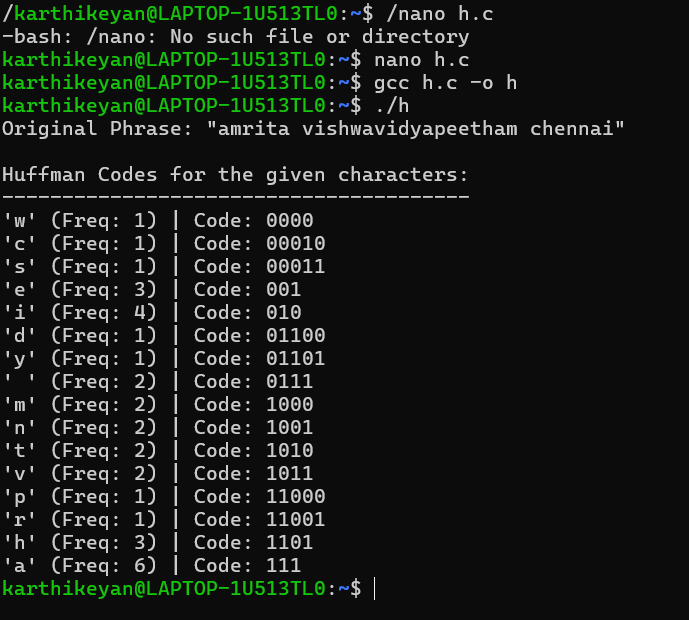 /karthikeyan@LAPTOP-1U513TL0:~$ /nano h.c
-bash: /nano: No such file or directory
karthikeyan@LAPTOP-1U513TL0:~$ nano h.c
karthikeyan@LAPTOP-1U513TL0:~$ gcc h.c -o h
karthikeyan@LAPTOP-1U513TL0:~$ ./h
Original Phrase: "amrita vishwavidyapeetham chennai"

Huffman Codes for the given characters:
---------------------------------------
'w' (Freq: 1) | Code: 0000
'c' (Freq: 1) | Code: 00010
's' (Freq: 1) | Code: 00011
'e' (Freq: 3) | Code: 001
'i' (Freq: 4) | Code: 010
'd' (Freq: 1) | Code: 01100
'y' (Freq: 1) | Code: 01101
' ' (Freq: 2) | Code: 0111
'm' (Freq: 2) | Code: 1000
'n' (Freq: 2) | Code: 1001
't' (Freq: 2) | Code: 1010
'v' (Freq: 2) | Code: 1011
'p' (Freq: 1) | Code: 11000
'r' (Freq: 1) | Code: 11001
'h' (Freq: 3) | Code: 1101
'a' (Freq: 6) | Code: 111
karthikeyan@LAPTOP-1U513TL0:~$